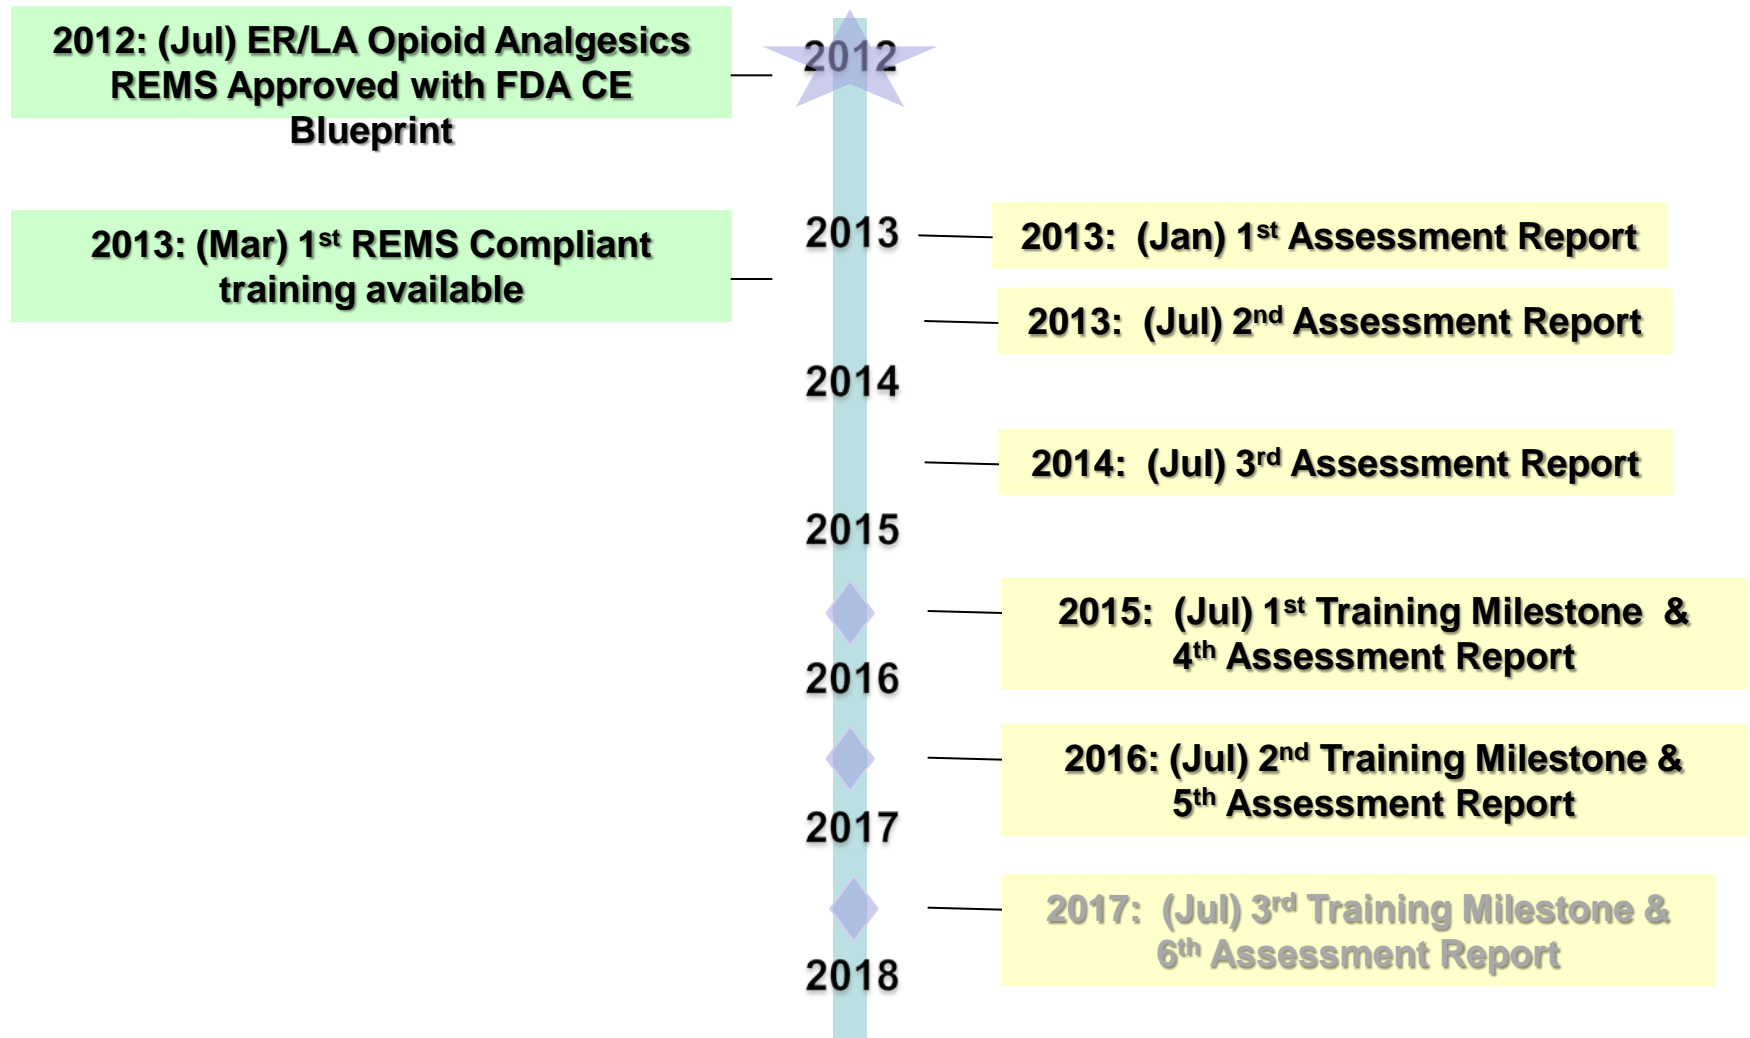 2012: (Jul) ER/LA Opioid Analgesics
REMS Approved with FDA CE
Blueprint
2012
2013: (Mar) 1st REMS Compliant
training available
2013
2013:  (Jan) 1st Assessment Report
2013:  (Jul) 2nd Assessment Report
2014
2014:  (Jul) 3rd Assessment Report
2015
2015:  (Jul) 1st Training Milestone  &
4th Assessment Report
2016
2016: (Jul) 2nd Training Milestone &
5th Assessment Report
2017
2017:  (Jul) 3rd Training Milestone &
6th Assessment Report
2018